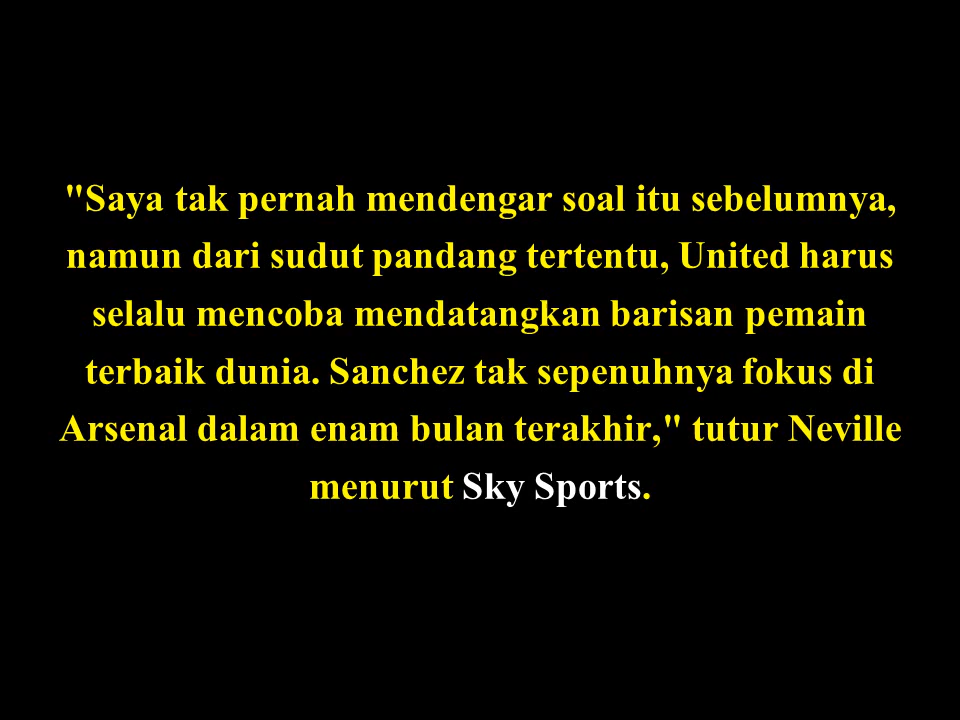 "Saya tak pernah mendengar soal itu sebelumnya,
namun dari sudut pandang tertentu, United harus
selalu mencoba mendatangkan barisan pemain
terbaik dunia. Sanchez tak sepenuhnya fokus di
Arsenal dalam enam bulan terakhir," tutur Neville
menurut Sky Sports.